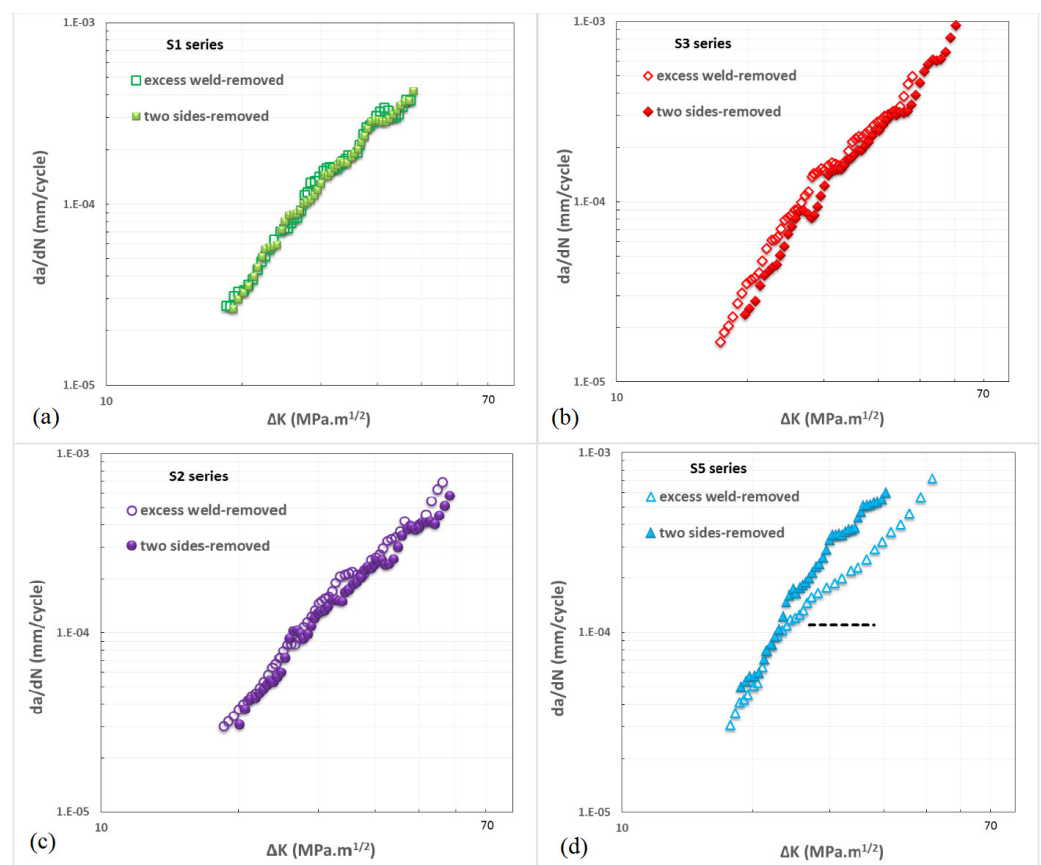 1.E-03
S1 series
excess weld-removed
two sides-removed
da/dN (mm/cycle)
1.E-04
1.E-05
10
70
ΔK (MPa.m1/2)
(a)
1.E-03
S3 series
excess weld-removed
two sides-removed
da/dN (mm/cycle)
1.E-04
1.E-05
10
70
ΔK (MPa.m1/2)
(b)
1.E-03
S2 series
excess weld-removed
two sides-removed
da/dN (mm/cycle)
1.E-04
1.E-05
10
70
ΔK (MPa.m1/2)
(c)
1.E-03
S5 series
excess weld-removed
two sides-removed
da/dN (mm/cycle)
1.E-04
1.E-05
10
70
ΔK (MPa.m1/2)
(d)